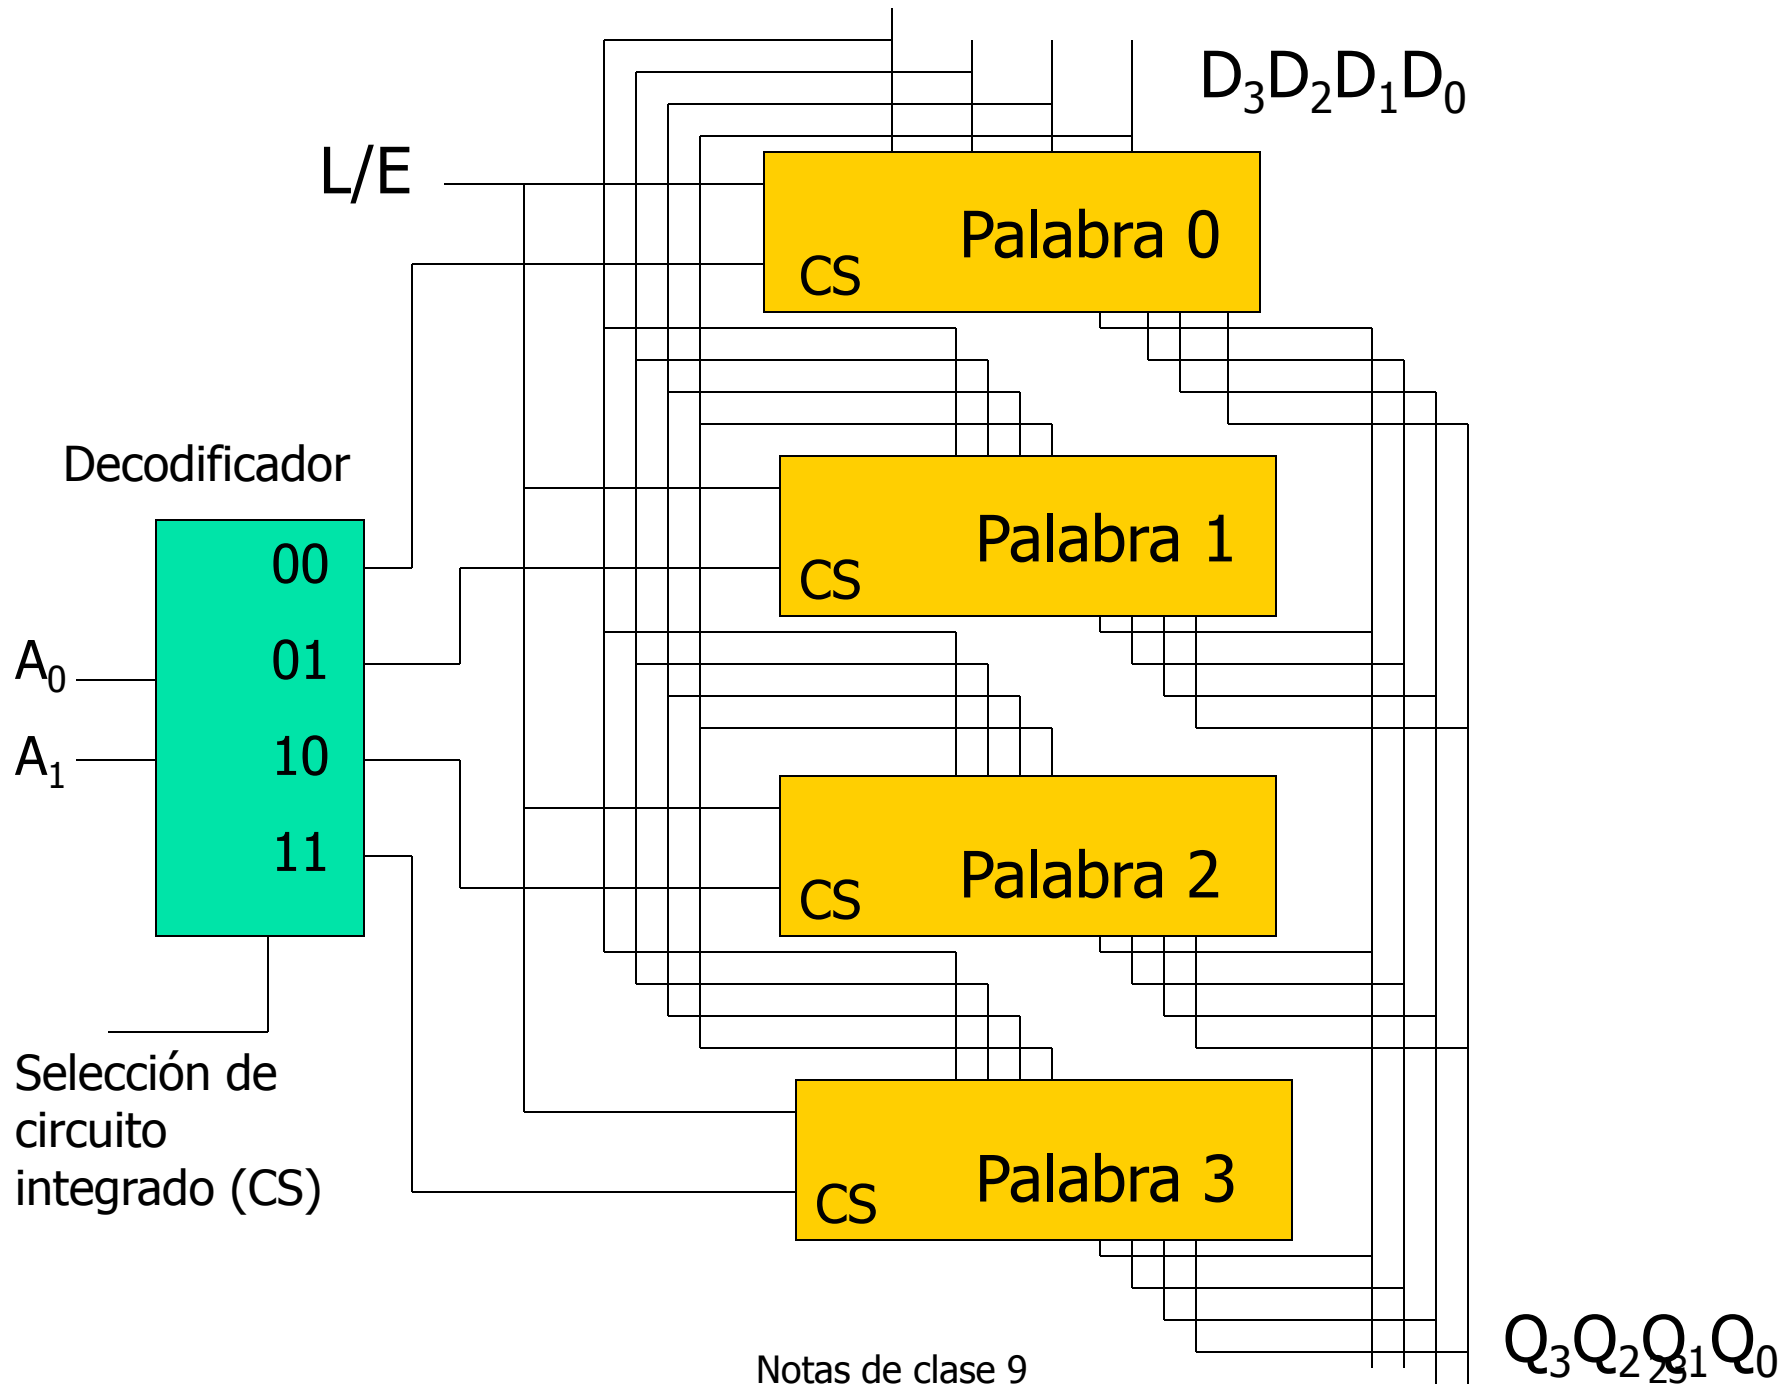 D₃D₂D₁D₀
L/E
Palabra 0
CS
Decodificador
00
Palabra 1
CS
A₀
01
A₁
10
11
Palabra 2
CS
Selección de
circuito
integrado (CS)
Palabra 3
CS
Q₃Q₂Q₁Q₀
Notas de clase 9
23